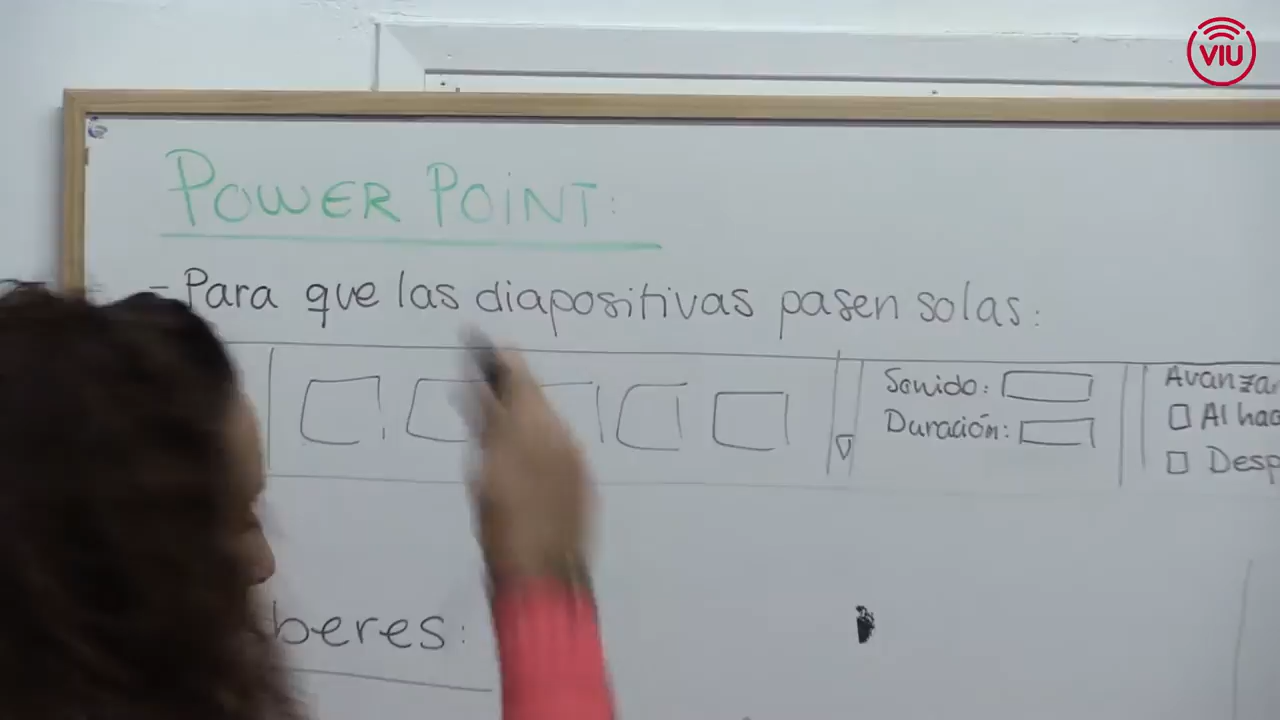 VIU
POWER POINT:
- Para que las diapositivas pasen solas:
Sonido:
Duración:
Avanza
Al hac
Desp
beres: